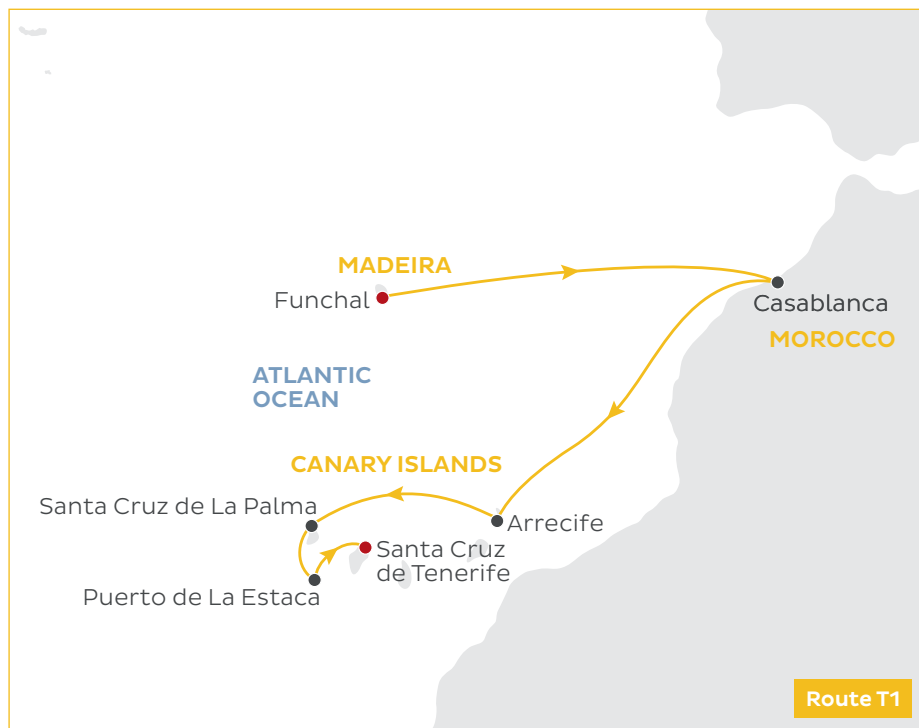 MADEIRA
Funchal
Casablanca
MOROCCO
ATLANTIC
OCEAN
CANARY ISLANDS
Santa Cruz de La Palma
Arrecife
Santa Cruz
de Tenerife
Puerto de La Estaca
Route T1